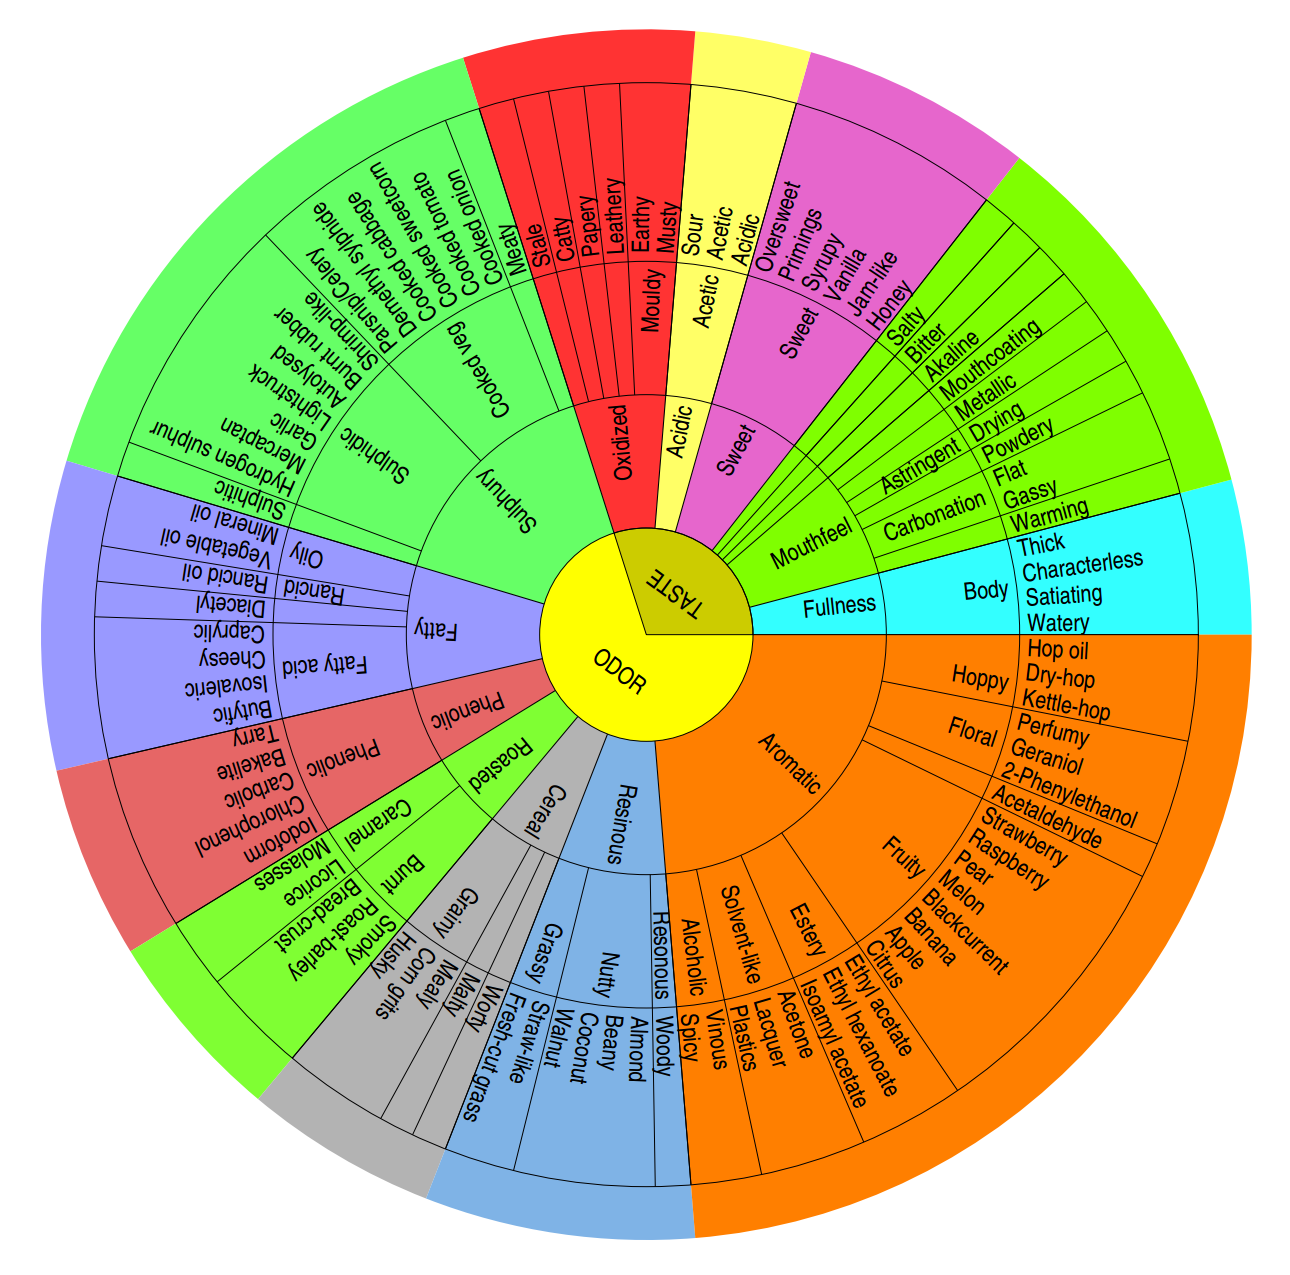 TASTE
ODOR
Oxidized
Acidic
Sweet
Mouthfeel
Fullness
Aromatic
Resinous
Cereal
Roasted
Phenolic
Fatty
Sulphury
Mouldy
Acetic
Sweet
Astringent
Carbonation
Body
Hoppy
Floral
Fruity
Estery
Solvent-like
Alcoholic
Resonous
Nutty
Grassy
Grainy
Burnt
Caramel
Phenolic
Fatty acid
Rancid
Oily
Sulphidic
Cooked veg
Stale
Catty
Papery
Leathery
Earthy
Musty
Sour
Acetic
Acidic
Oversweet
Primings
Syrupy
Vanilla
Jam-like
Honey
Salty
Bitter
Akaline
Mouthcoating
Metallic
Drying
Powdery
Flat
Gassy
Warming
Thick
Characterless
Satiating
Watery
Hop oil
Dry-hop
Kettle-hop
Perfumy
Geraniol
2-Phenylethanol
Acetaldehyde
Strawberry
Raspberry
Pear
Melon
Blackcurrent
Banana
Apple
Citrus
Ethyl acetate
Ethyl hexanoate
Isoamyl acetate
Acetone
Lacquer
Plastics
Vinous
Spicy
Woody
Almond
Beany
Coconut
Walnut
Straw-like
Fresh-cut grass
Worty
Malty
Mealy
Corn grits
Husky
Smoky
Roast-barley
Bread-crust
Licorice
Molasses
Iodoform
Chlorophenol
Carbolic
Bakelite
Tarry
Butyfic
Isovaleric
Cheesy
Caprylic
Diacetyl
Rancid oil
Vegetable oil
Mineral oil
Sulphitic
Hydrogen sulphur
Mercaptan
Garlic
Lightstruck
Autolysed
Burnt rubber
Shrimp-like
Parsnip/Celery
Demethyl sylphide
Cooked cabbage
Cooked sweetcorn
Cooked tomato
Cooked onion
Meaty